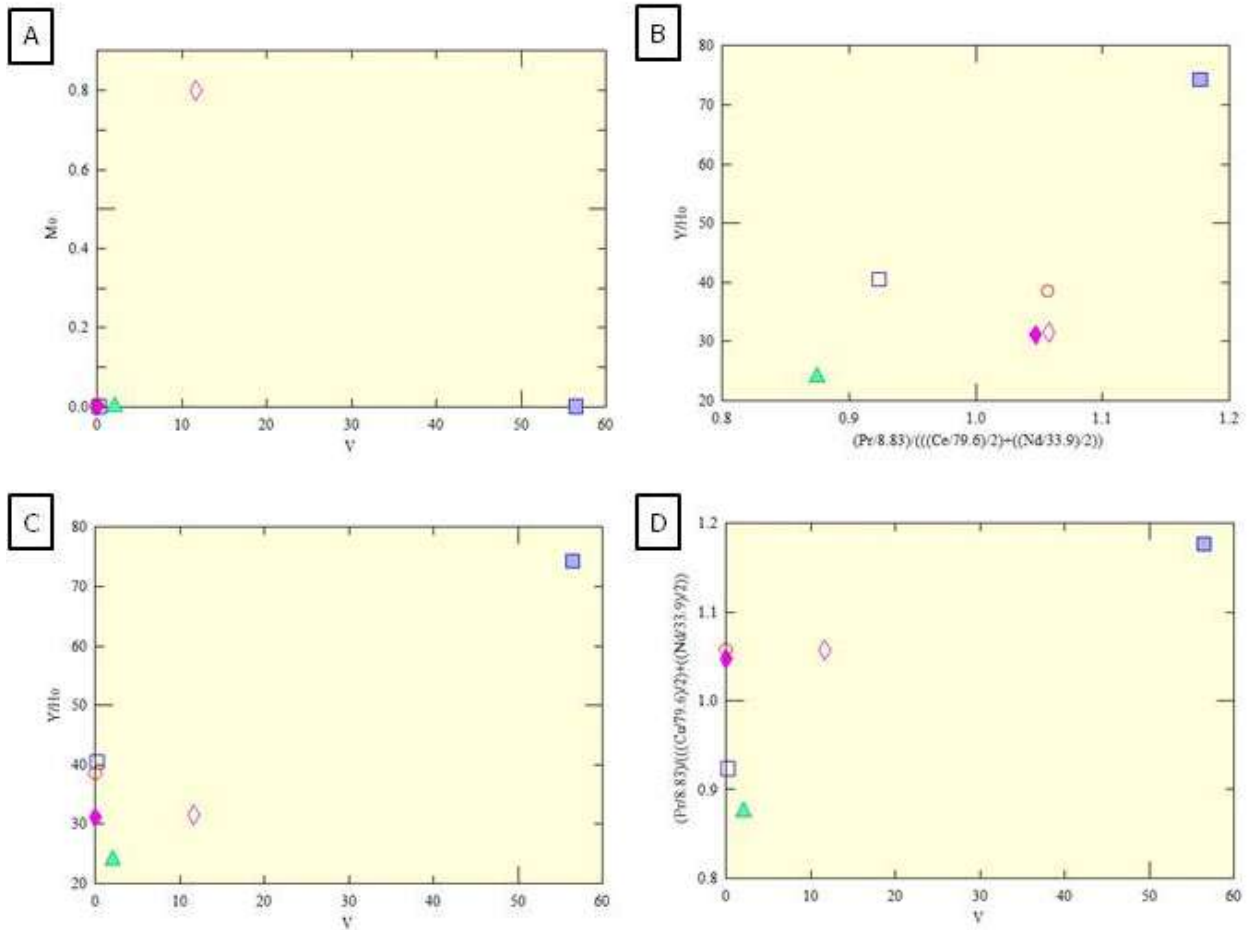 A
0.8
0.6
0.4
0.2
0.0
Mo
0 10 20 30 40 50 60
V
B
80
70
60
50
40
30
20
Y/Ho
0.8 0.9 1.0 1.1 1.2
(Pr/8.83)/(((Ce/79.6)/2)+((Nd/33.9)/2))
C
80
70
60
50
40
30
20
Y/Ho
0 10 20 30 40 50 60
V
D
1.2
1.1
1.0
0.9
0.8
(Pr/8.83)/(((Ca/79.6)/2)+((Nd/33.9)/2))
0 10 20 30 40 50 60
V